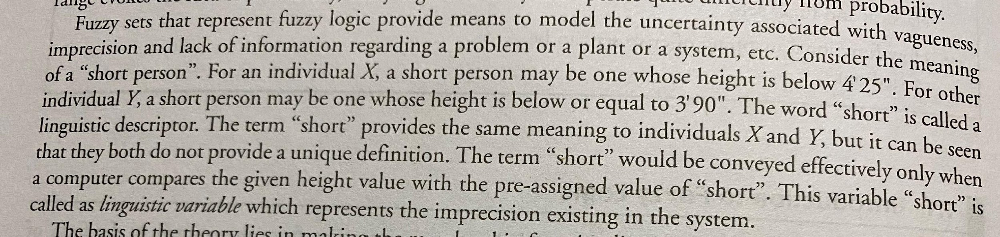 range evokes the idea of
differently from probability.
Fuzzy sets that represent fuzzy logic provide means to model the uncertainty associated with vagueness,
imprecision and lack of information regarding a problem or a plant or a system, etc. Consider the meaning
of a “short person”. For an individual X, a short person may be one whose height is below 4'25". For other
individual Y, a short person may be one whose height is below or equal to 3'90". The word “short” is called a
linguistic descriptor. The term “short” provides the same meaning to individuals X and Y, but it can be seen
that they both do not provide a unique definition. The term “short” would be conveyed effectively only when
a computer compares the given height value with the pre-assigned value of “short”. This variable “short” is
called as linguistic variable which represents the imprecision existing in the system.
The basis of the theory lies in making the